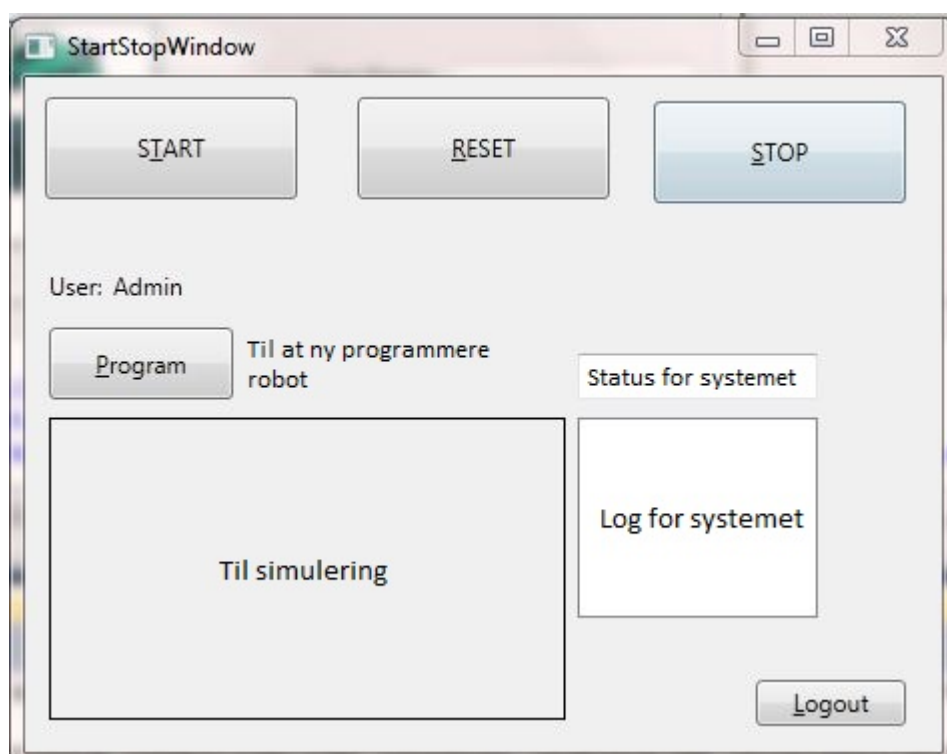 StartStopWindow
START
RESET
STOP
User: Admin
Program
Til at ny programmere
robot
Status for systemet
Log for systemet
Til simulering
Logout